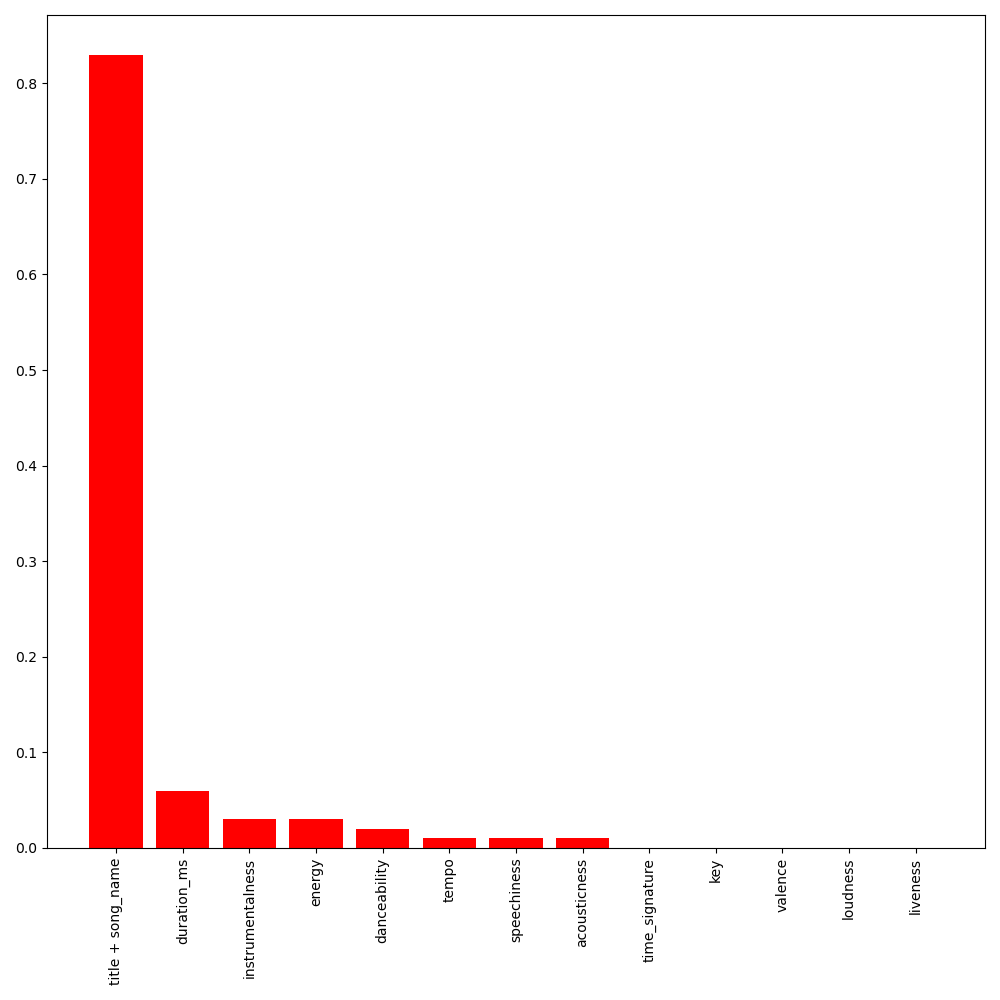 0.8
0.7
0.6
0.5
0.4
0.3
0.2
0.1
0.0
title + song_name
duration_ms
instrumentalness
energy
danceability
tempo
speechiness
acousticness
time_signature
key
valence
loudness
liveness